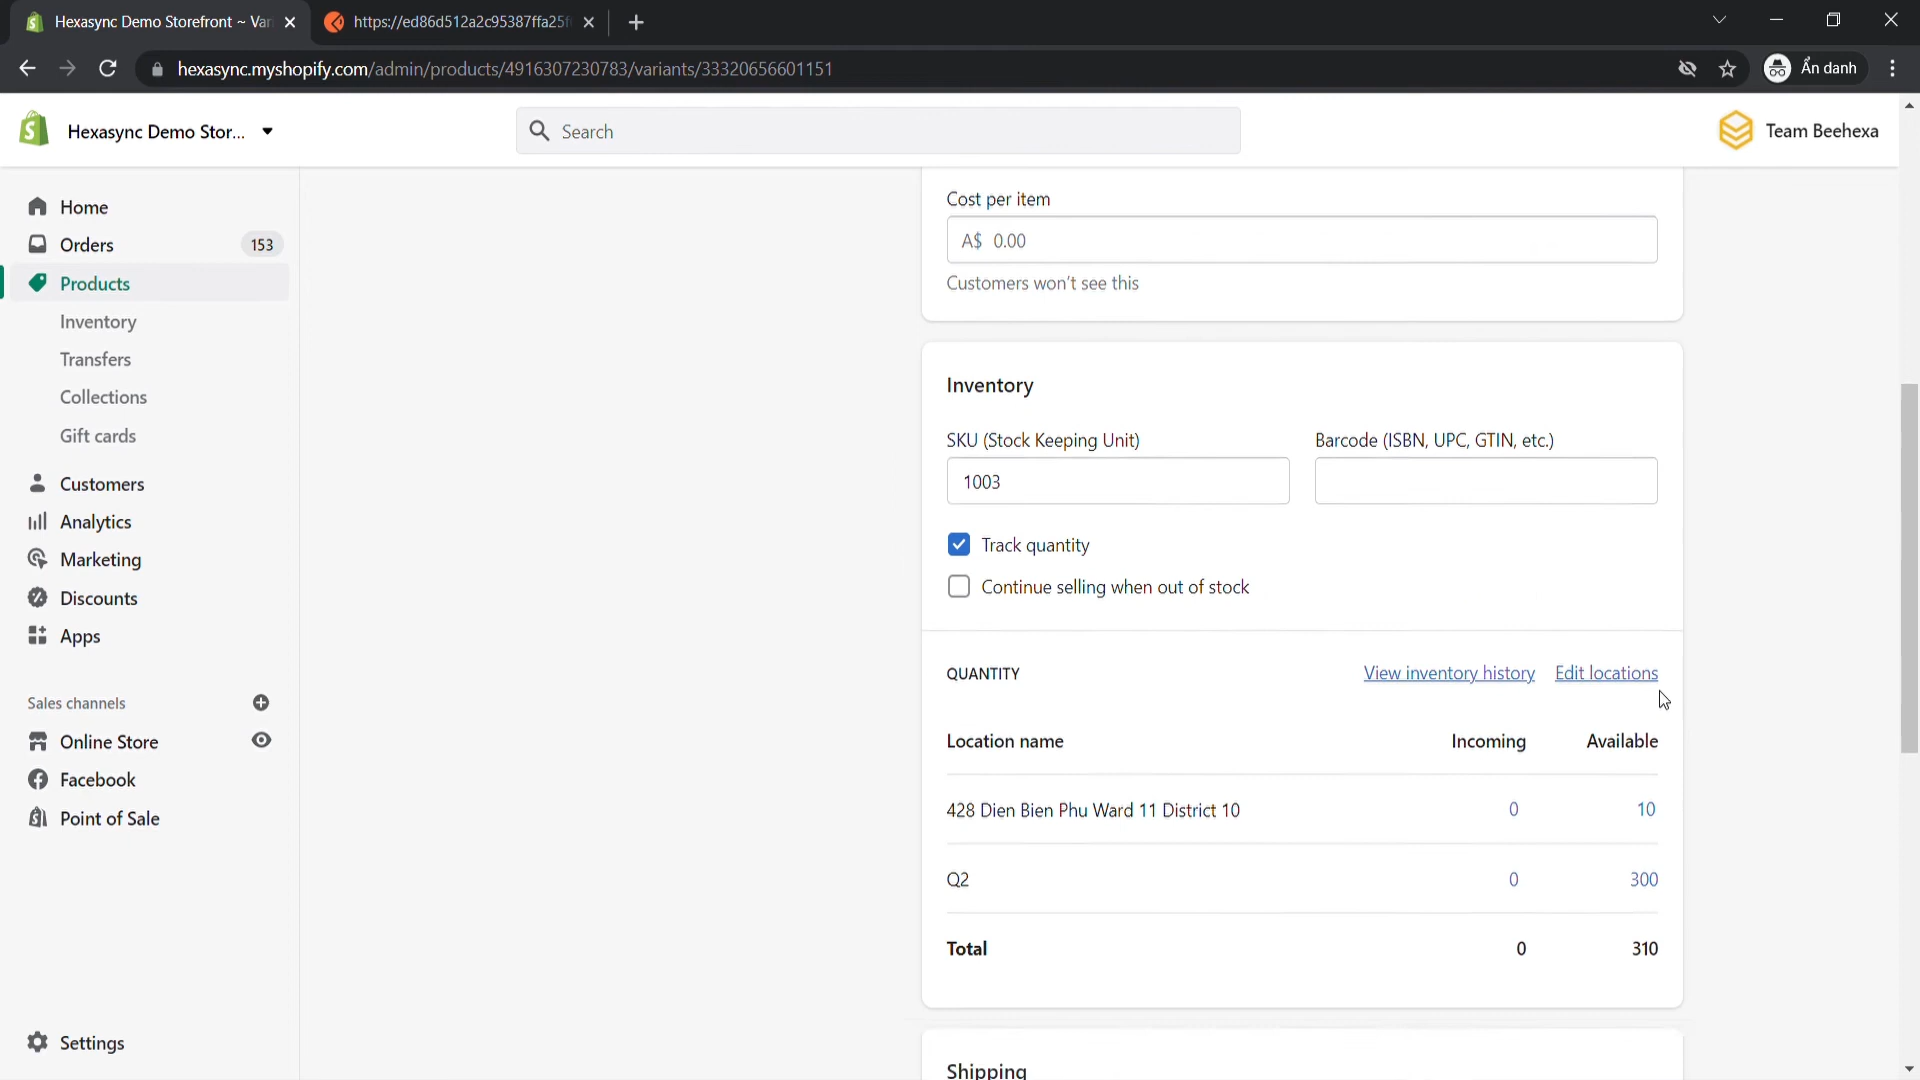 Hexasync Demo Storefront ~ Var
https://ed86d512a2c95387ffa25f
hexasync.myshopify.com/admin/products/4916307230783/variants/33320656601151
Ẩn danh
Hexasync Demo Stor...
Search
Team Beehexa
Home
Orders 153
Products
Inventory
Transfers
Collections
Gift cards
Customers
Analytics
Marketing
Discounts
Apps
Sales channels
Online Store
Facebook
Point of Sale
Settings
Cost per item
A$ 0.00
Customers won't see this
Inventory
SKU (Stock Keeping Unit) Barcode (ISBN, UPC, GTIN, etc.)
1003
Track quantity
Continue selling when out of stock
QUANTITY View inventory history Edit locations
Location name Incoming Available
428 Dien Bien Phu Ward 11 District 10 0 10
Q2 0 300
Total 0 310
Shipping